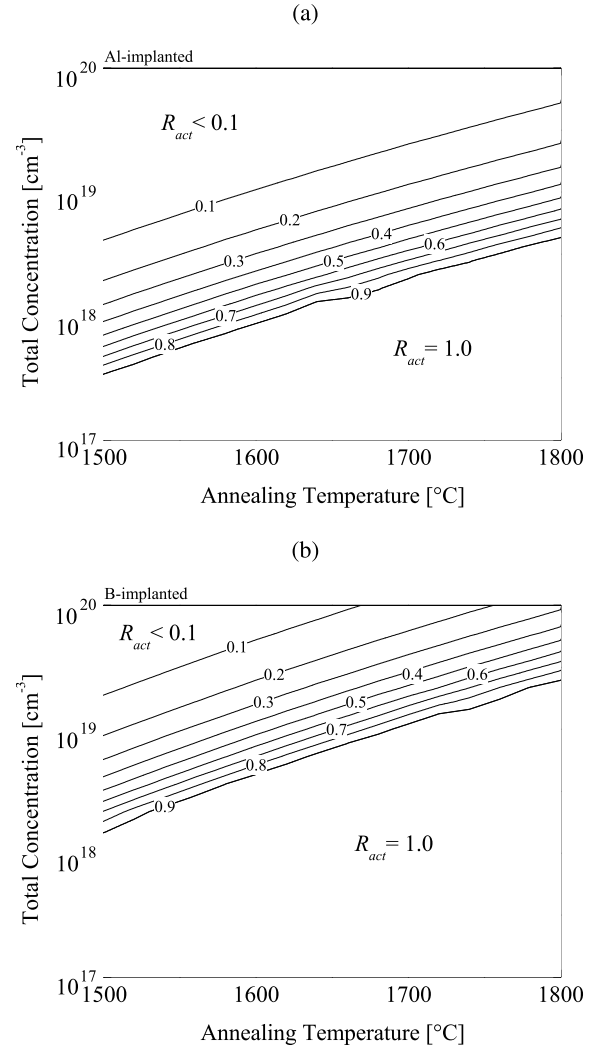 (a)
Al-implanted
10^20
R_act < 0.1
10^19
0.1
0.2
0.4
0.6
0.3
0.5
0.9
10^18
0.7
0.8
R_act = 1.0
10^17
1500 1600 1700 1800
Total Concentration [cm^-3]
Annealing Temperature [°C]
(b)
B-implanted
10^20
R_act < 0.1
0.1
0.2
0.4
0.6
0.3
0.5
10^19
0.7
0.8
0.9
10^18
R_act = 1.0
10^17
1500 1600 1700 1800
Total Concentration [cm^-3]
Annealing Temperature [°C]